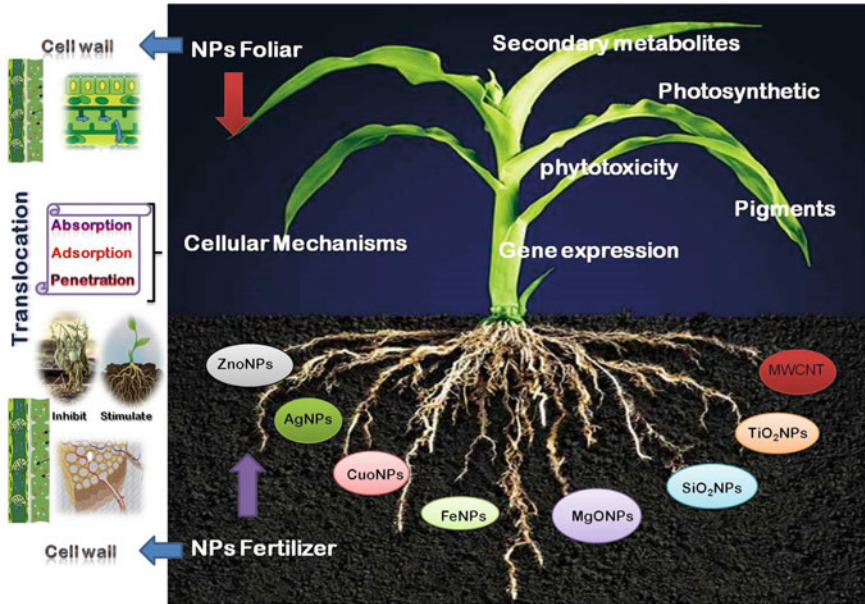 Cell wall
NPs Foliar
Secondary metabolites
Photosynthetic
phytotoxicity
Pigments
Cellular Mechanisms
Gene expression
Translocation
Absorption
Adsorption
Penetration
Inhibit
Stimulate
ZnoNPs
MWCNT
AgNPs
TiO₂NPs
CuoNPs
SiO₂NPs
FeNPs
MgONPs
Cell wall
NPs Fertilizer